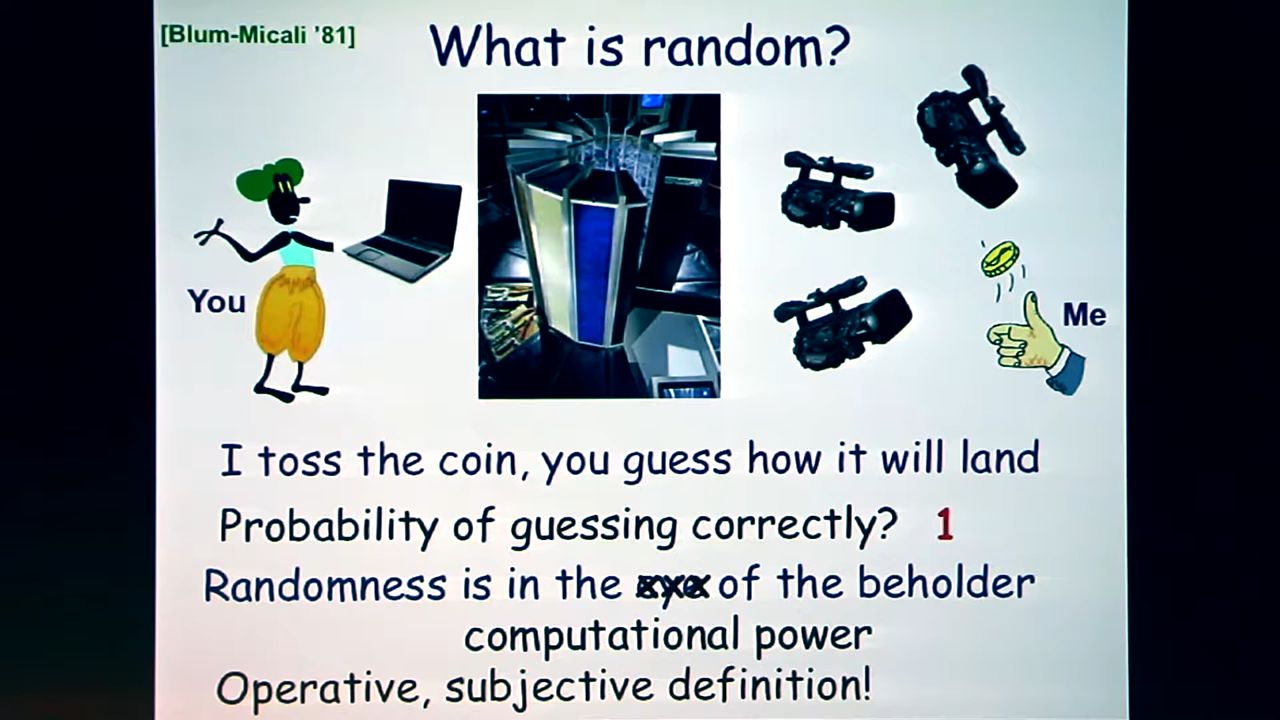 [Blum-Micali '81]
What is random?
You
Me
I toss the coin, you guess how it will land
Probability of guessing correctly? 1
Randomness is in the eye of the beholder
computational power
Operative, subjective definition!